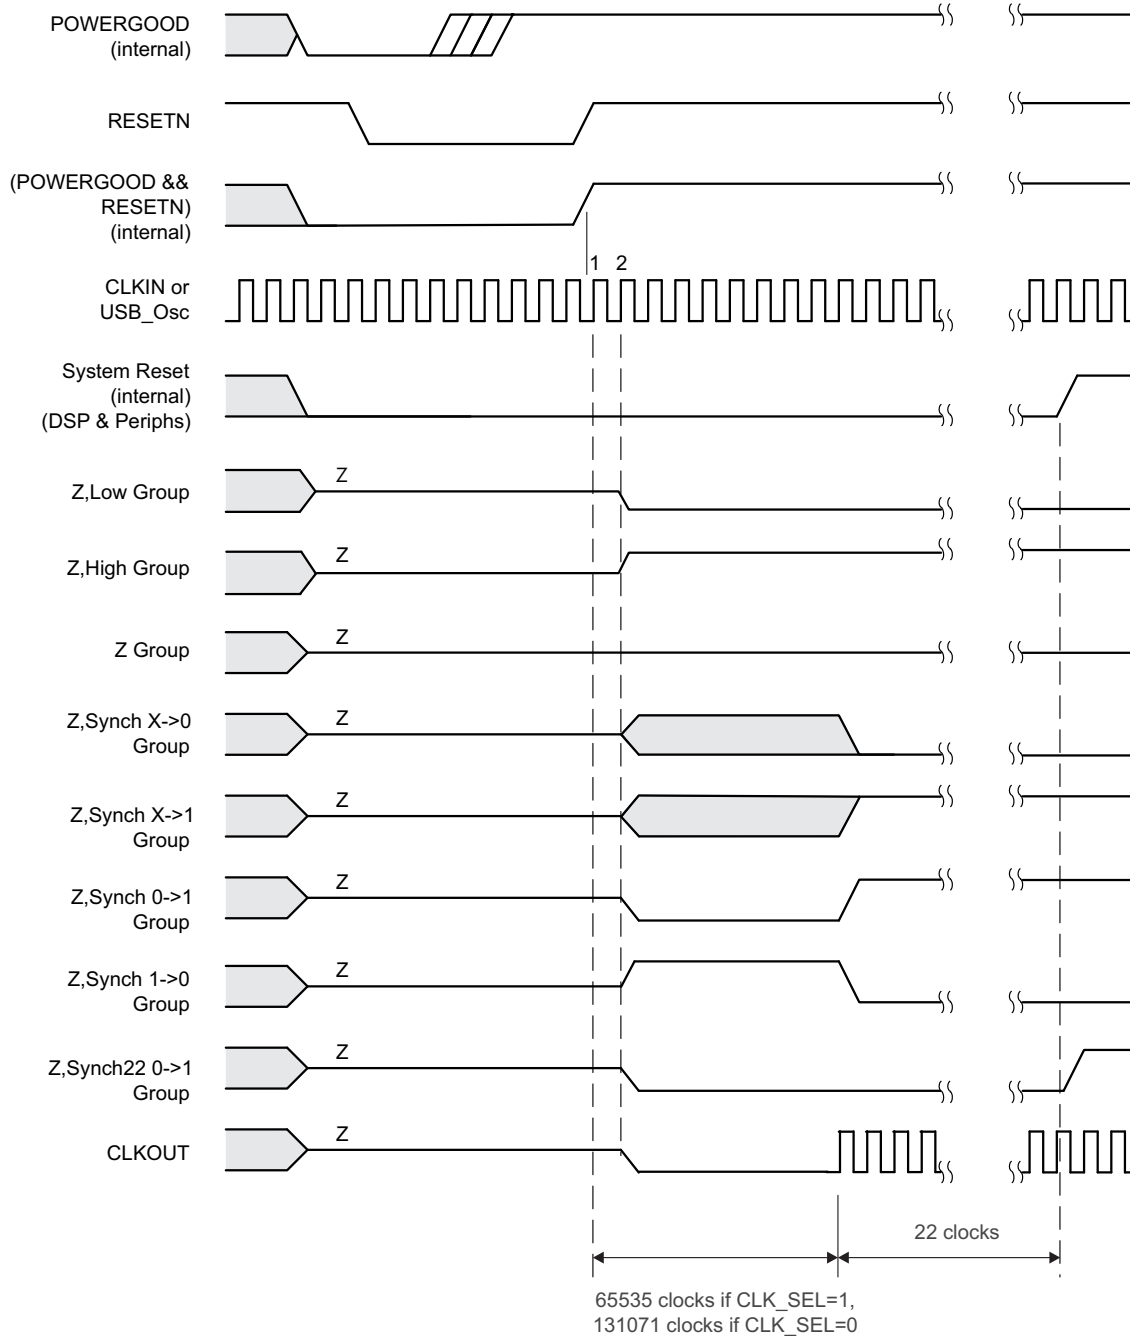 POWERGOOD
(internal)
RESETN
(POWERGOOD &&
RESETN)
(internal)
1 2
CLKIN or
USB_Osc
System Reset
(internal)
(DSP & Periphs)
Z
Z,Low Group
Z
Z,High Group
Z
Z Group
Z
Z,Synch X->0
Group
Z
Z,Synch X->1
Group
Z
Z,Synch 0->1
Group
Z
Z,Synch 1->0
Group
Z
Z,Synch22 0->1
Group
Z
CLKOUT
22 clocks
65535 clocks if CLK_SEL=1,
131071 clocks if CLK_SEL=0